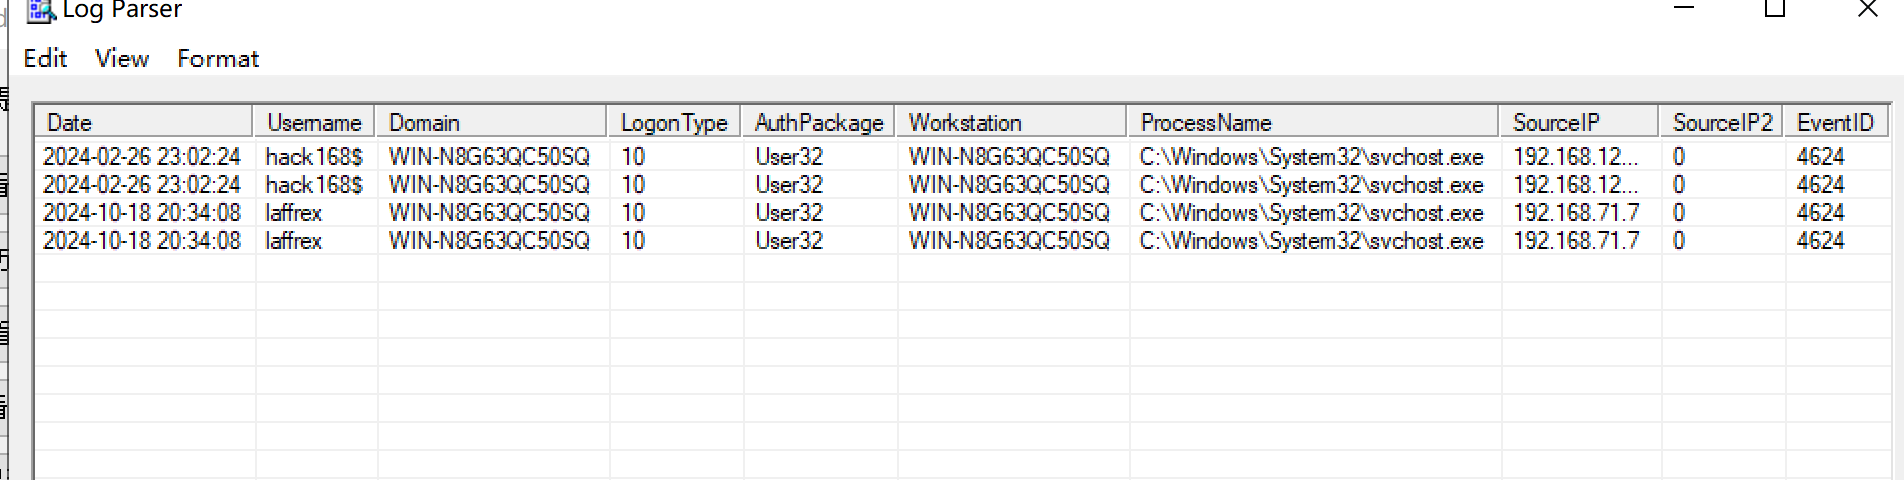 Log Parser
Edit View Format
Date Username Domain LogonType AuthPackage Workstation ProcessName SourceIP SourceIP2 EventID
2024-02-26 23:02:24 hack168$ WIN-N8G63QC50SQ 10 User32 WIN-N8G63QC50SQ C:\Windows\System32\svchost.exe 192.168.12... 0 4624
2024-02-26 23:02:24 hack168$ WIN-N8G63QC50SQ 10 User32 WIN-N8G63QC50SQ C:\Windows\System32\svchost.exe 192.168.12... 0 4624
2024-10-18 20:34:08 laffrex WIN-N8G63QC50SQ 10 User32 WIN-N8G63QC50SQ C:\Windows\System32\svchost.exe 192.168.71.7 0 4624
2024-10-18 20:34:08 laffrex WIN-N8G63QC50SQ 10 User32 WIN-N8G63QC50SQ C:\Windows\System32\svchost.exe 192.168.71.7 0 4624